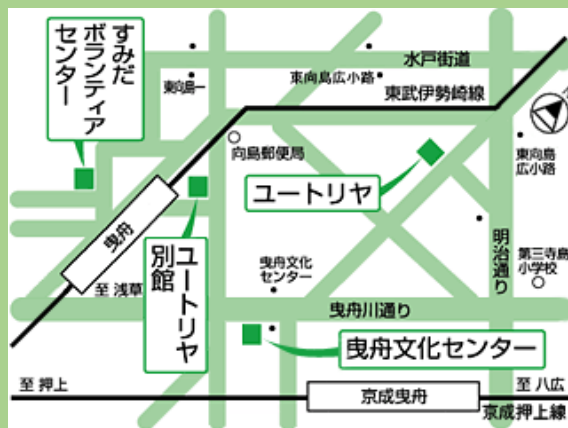 すみだ
ボランティア
センター
水戸街道
東向島一
東向島広小路
東武伊勢崎線
向島郵便局
東向島
広小路
ユートリヤ
曳舟
ユートリヤ
別館
明治通り
曳舟文化
センター
第三寺島
小学校
至 浅草
曳舟川通り
曳舟文化センター
至 押上
京成曳舟
至 八広
京成押上線